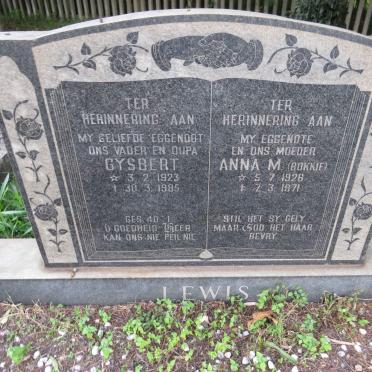 TER
HERINNERING AAN
MY GELIEFDE EGGENOOT
ONS VADER EN OUPA
GYSBERT
☆ 3.2.1923
✝ 30.3.1985
GES. 40:1
U GOEDHEID HEER
KAN ONS NIE PEIL NIE
TER
HERINNERING AAN
MY EGGENOTE
EN ONS MOEDER
ANNA M. (BOKKIE)
☆ 5.7.1926
✝ 7.3.1971
STIL HET SY GELY
MAAR GOD HET HAAR
BEVRY.
LEWIS